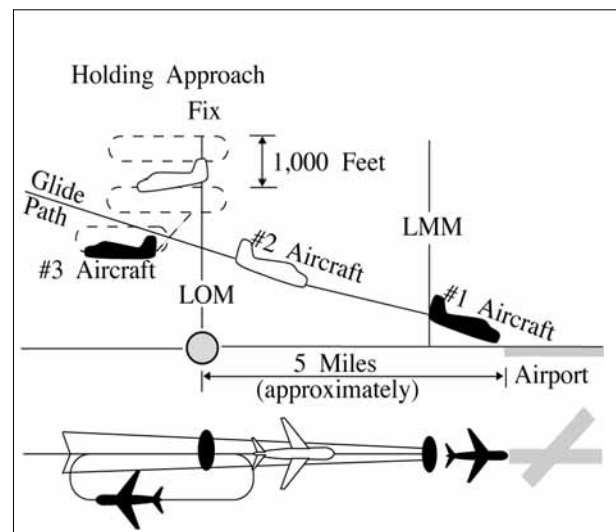 Holding Approach
Fix
1,000 Feet
Glide
Path
#2 Aircraft
LMM
#3 Aircraft
LOM
#1 Aircraft
5 Miles
(approximately)
Airport